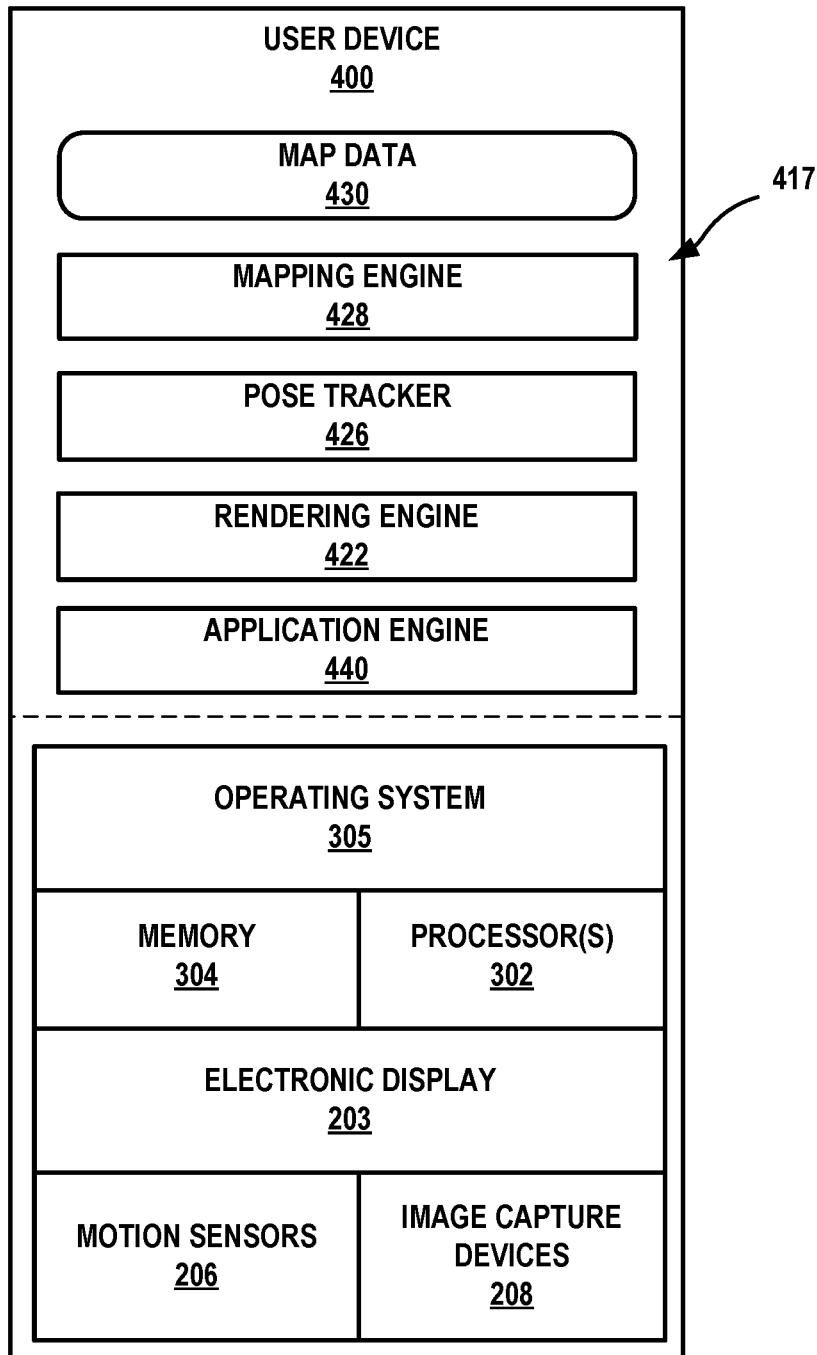 USER DEVICE
400
MAP DATA
430
417
MAPPING ENGINE
428
POSE TRACKER
426
RENDERING ENGINE
422
APPLICATION ENGINE
440
OPERATING SYSTEM
305
MEMORY
304
PROCESSOR(S)
302
ELECTRONIC DISPLAY
203
MOTION SENSORS
206
IMAGE CAPTURE
DEVICES
208